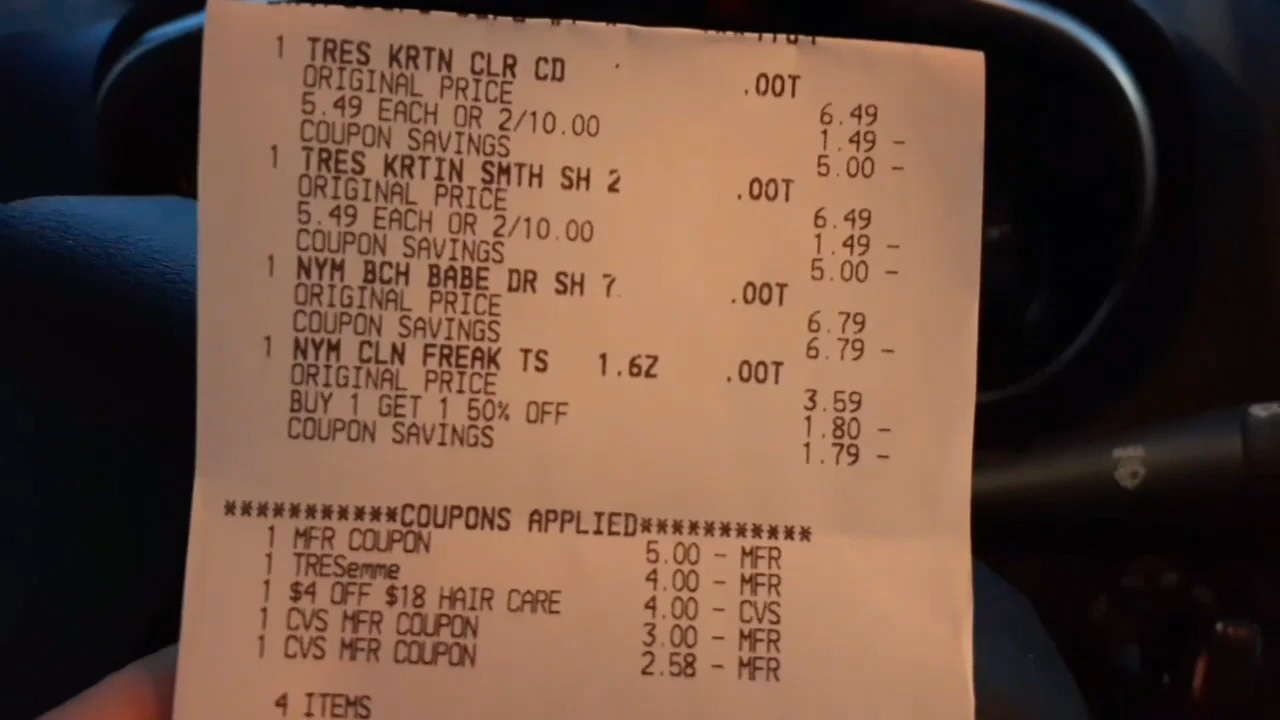 1 TRES KRTN CLR CD .00T
ORIGINAL PRICE 6.49
5.49 EACH OR 2/10.00 1.49 -
COUPON SAVINGS 5.00 -
1 TRES KRTIN SMTH SH 2 .00T
ORIGINAL PRICE 6.49
5.49 EACH OR 2/10.00 1.49 -
COUPON SAVINGS 5.00 -
1 NYM BCH BABE DR SH 7 .00T
ORIGINAL PRICE 6.79
COUPON SAVINGS 6.79 -
1 NYM CLN FREAK TS 1.6Z .00T
ORIGINAL PRICE 3.59
BUY 1 GET 1 50% OFF 1.80 -
COUPON SAVINGS 1.79 -
***********COUPONS APPLIED***********
1 MFR COUPON 5.00 - MFR
1 TRESemme 4.00 - MFR
1 $4 OFF $18 HAIR CARE 4.00 - CVS
1 CVS MFR COUPON 3.00 - MFR
1 CVS MFR COUPON 2.58 - MFR
4 ITEMS